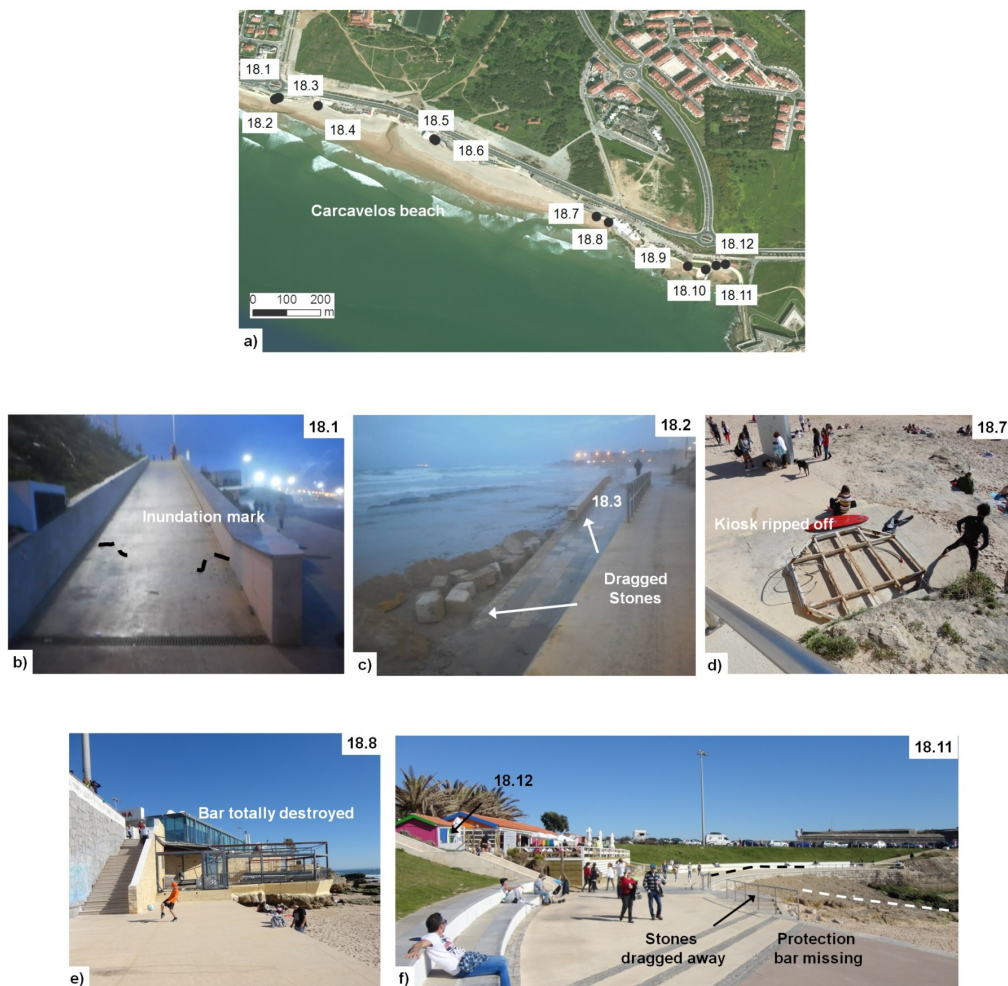 18.1
18.3
18.2
18.4
18.5
18.6
Carcavelos beach
18.7
18.8
18.9
18.12
18.10
18.11
0 100 200
m
a)
18.1
Inundation mark
b)
18.2
18.3
Dragged
Stones
c)
18.7
Kiosk ripped off
d)
18.8
Bar totally destroyed
e)
18.11
18.12
Stones
dragged away
Protection
bar missing
f)